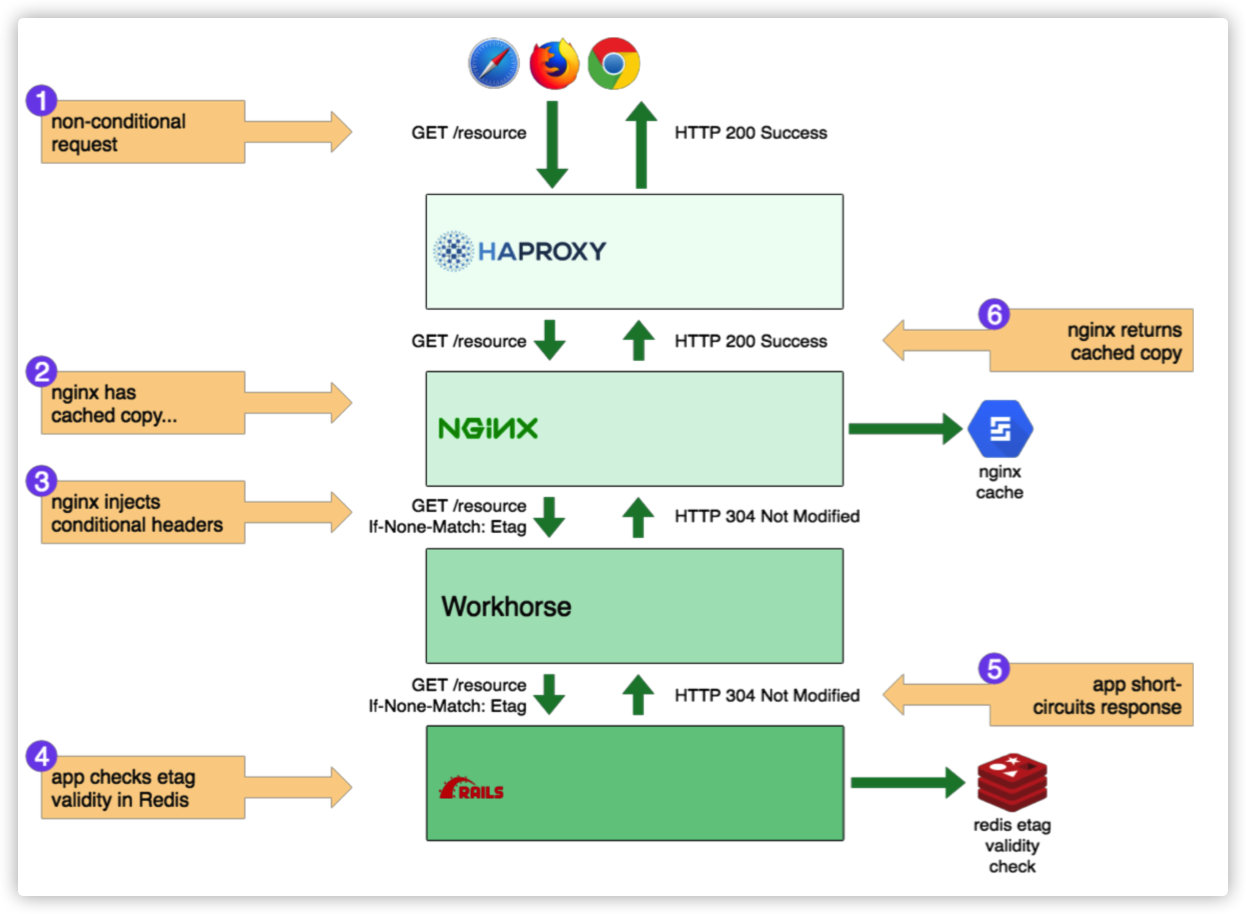 1
non-conditional
request
GET /resource
HTTP 200 Success
HAPROXY
GET /resource
HTTP 200 Success
6
nginx returns
cached copy
2
nginx has
cached copy...
NGINX
nginx
cache
3
nginx injects
conditional headers
GET /resource
If-None-Match: Etag
HTTP 304 Not Modified
Workhorse
GET /resource
If-None-Match: Etag
HTTP 304 Not Modified
5
app short-
circuits response
4
app checks etag
validity in Redis
RAILS
redis etag
validity
check